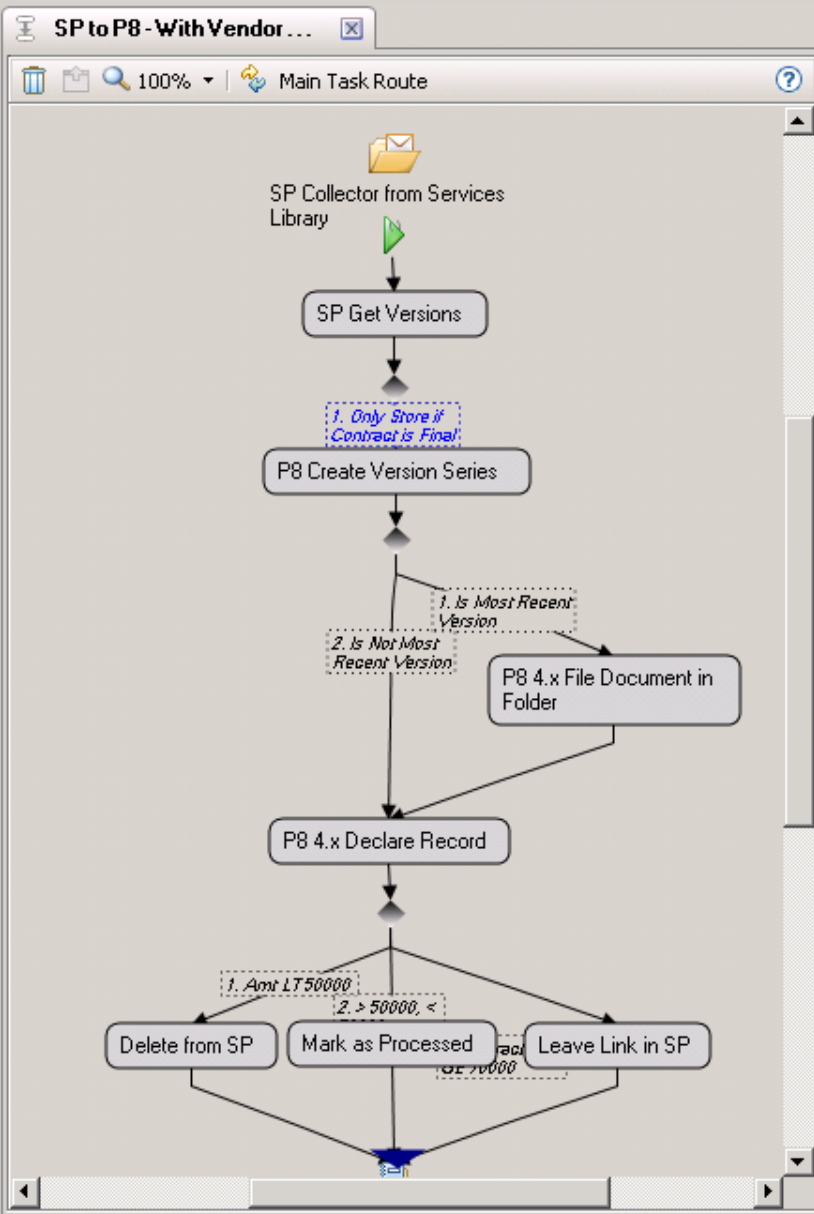 SP to P8 - With Vendor...
100%
Main Task Route
SP Collector from Services
Library
SP Get Versions
1. Only Store if
Contract is Final
P8 Create Version Series
1. Is Most Recent
Version
2. Is Not Most
Recent Version
P8 4.x File Document in
Folder
P8 4.x Declare Record
1. Amt LT 50000
2. > 50000, <
Delete from SP
Mark as Processed
Leave Link in SP